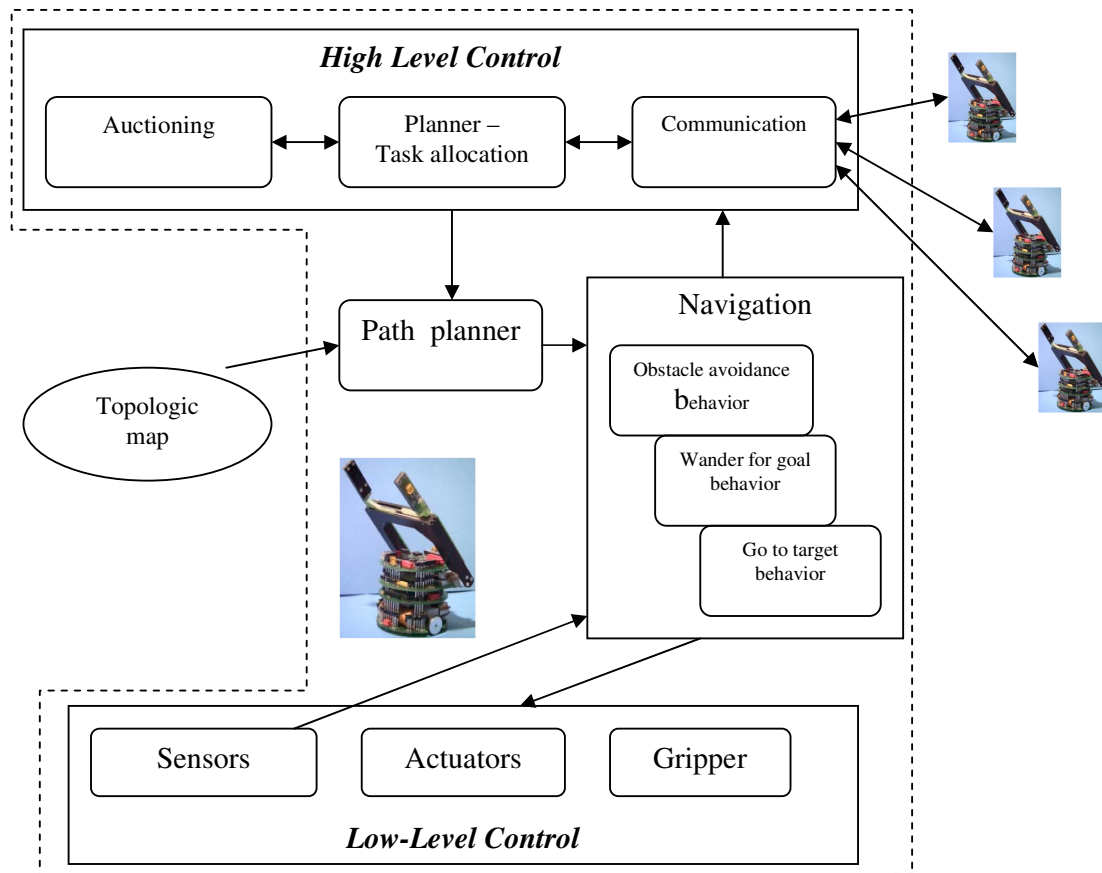 High Level Control
Auctioning
Planner –
Task allocation
Communication
Path planner
Navigation
Obstacle avoidance
behavior
Wander for goal
behavior
Go to target
behavior
Topologic
map
Sensors
Actuators
Gripper
Low-Level Control